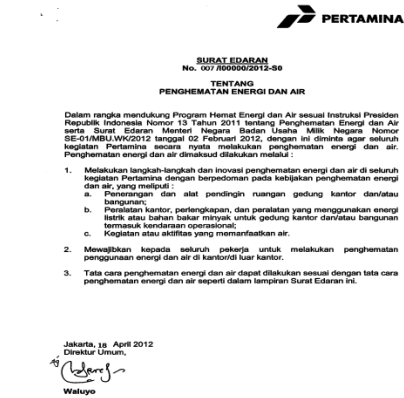 PERTAMINA
SURAT EDARAN
No. 007 /I00000/2012-S0
TENTANG
PENGHEMATAN ENERGI DAN AIR
Dalam rangka mendukung Program Hemat Energi dan Air sesuai Instruksi Presiden
Republik Indonesia Nomor 13 Tahun 2011 tentang Penghematan Energi dan Air
serta Surat Edaran Menteri Negara Badan Usaha Milik Negara Nomor
SE-01/MBU.WK/2012 tanggal 02 Februari 2012, dengan ini diminta agar seluruh
kegiatan Pertamina secara nyata melakukan penghematan energi dan air.
Penghematan energi dan air dimaksud dilakukan melalui :
1. Melakukan langkah-langkah dan inovasi penghematan energi dan air di seluruh
kegiatan Pertamina dengan berpedoman pada kebijakan penghematan energi
dan air, yang meliputi :
a. Penerangan dan alat pendingin ruangan gedung kantor dan/atau
bangunan;
b. Peralatan kantor, perlengkapan, dan peralatan yang menggunakan energi
listrik atau bahan bakar minyak untuk gedung kantor dan/atau bangunan
termasuk kendaraan operasional;
c. Kegiatan atau aktifitas yang memanfaatkan air.
2. Mewajibkan kepada seluruh pekerja untuk melakukan penghematan
penggunaan energi dan air di kantor/di luar kantor.
3. Tata cara penghematan energi dan air dapat dilakukan sesuai dengan tata cara
penghematan energi dan air seperti dalam lampiran Surat Edaran ini.
Jakarta, 18 April 2012
Direktur Umum,
Waluyo